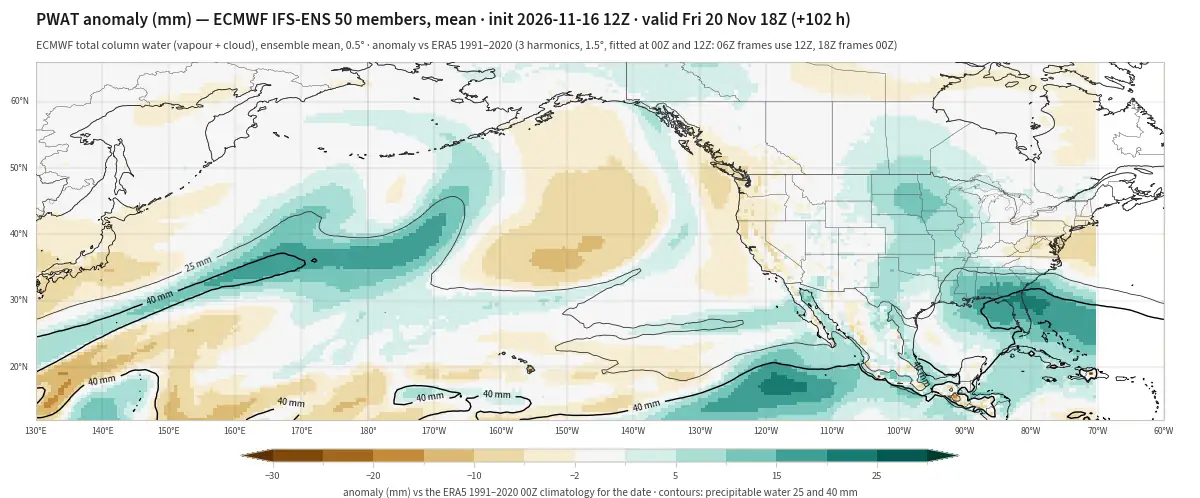 PWAT anomaly (mm) — ECMWF IFS-ENS 50 members, mean · init 2026-11-16 12Z · valid Fri 20 Nov 18Z (+102 h)
ECMWF total column water (vapour + cloud), ensemble mean, 0.5° · anomaly vs ERA5 1991–2020 (3 harmonics, 1.5°, fitted at 00Z and 12Z: 06Z frames use 12Z, 18Z frames 00Z)
60°N
50°N
40°N
30°N
20°N
25 mm
40 mm
40 mm
40 mm
40 mm
40 mm
40 mm
40 mm
130°E 140°E 150°E 160°E 170°E 180° 170°W 160°W 150°W 140°W 130°W 120°W 110°W 100°W 90°W 80°W 70°W 60°W
−30 −20 −10 −2 5 15 25
anomaly (mm) vs the ERA5 1991–2020 00Z climatology for the date · contours: precipitable water 25 and 40 mm